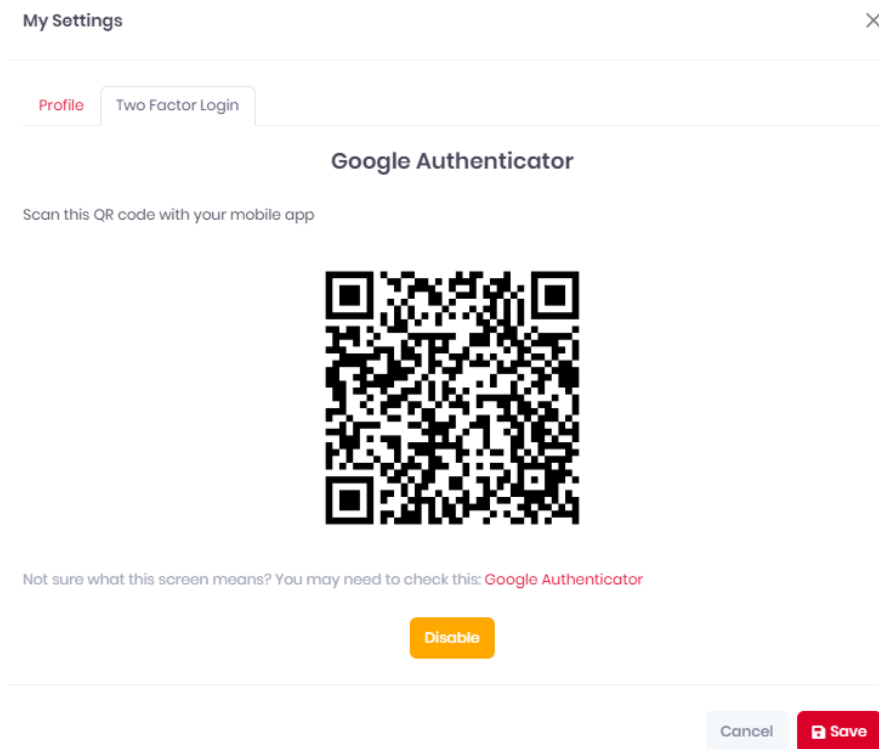 My Settings
Profile
Two Factor Login
Google Authenticator
Scan this QR code with your mobile app
Not sure what this screen means? You may need to check this: Google Authenticator
Disable
Cancel
Save